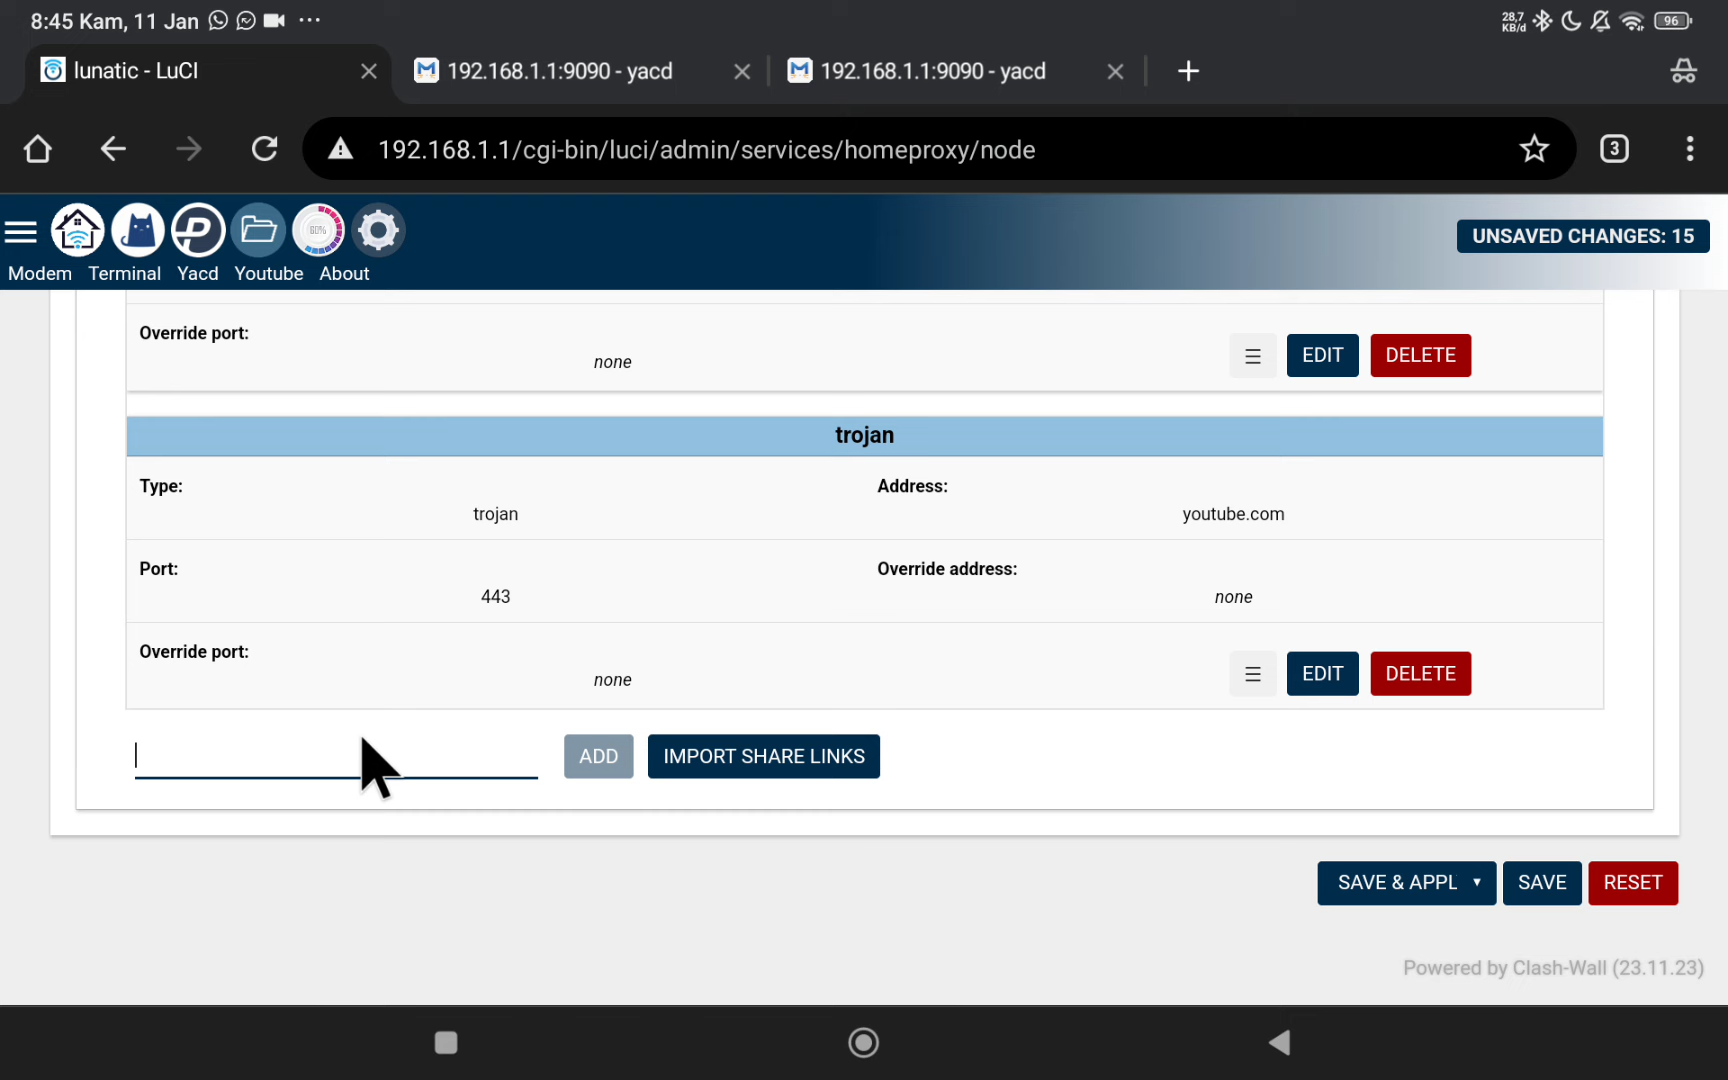 8:45 Kam, 11 Jan
28,7 KB/d 96
lunatic - LuCI 192.168.1.1:9090 - yacd 192.168.1.1:9090 - yacd
192.168.1.1/cgi-bin/luci/admin/services/homeproxy/node 3
60%
UNSAVED CHANGES: 15
Modem Terminal Yacd Youtube About
Override port:
none
EDIT DELETE
trojan
Type: Address:
trojan youtube.com
Port: Override address:
443 none
Override port:
none
EDIT DELETE
ADD IMPORT SHARE LINKS
SAVE & APPL SAVE RESET
Powered by Clash-Wall (23.11.23)